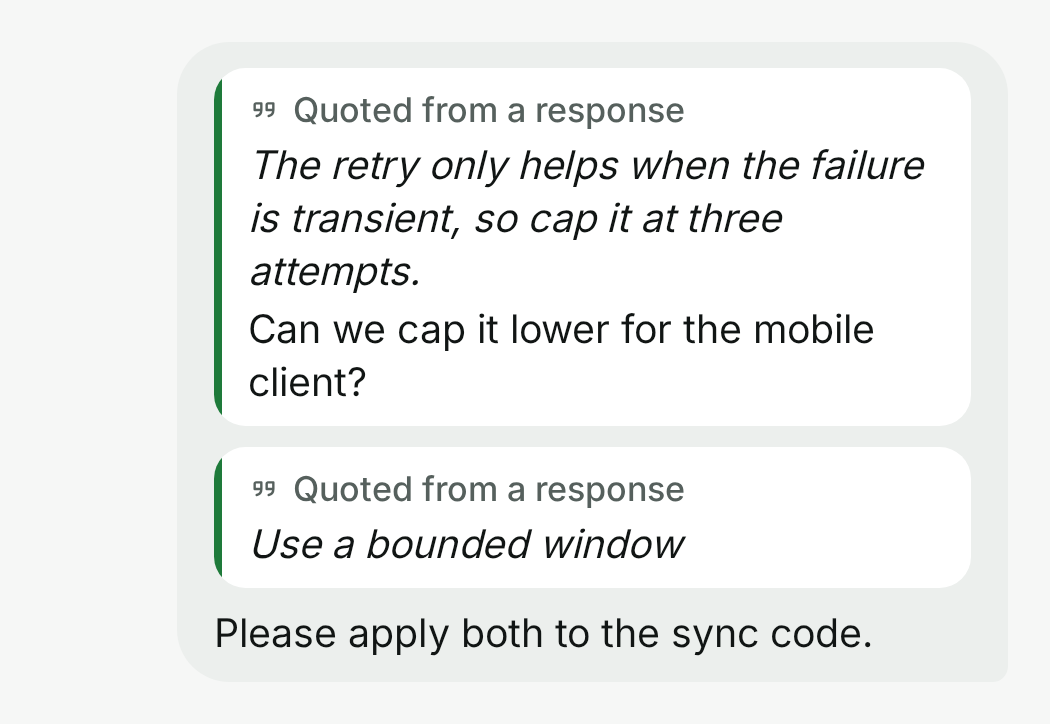 Quoted from a response
The retry only helps when the failure
is transient, so cap it at three
attempts.
Can we cap it lower for the mobile
client?
Quoted from a response
Use a bounded window
Please apply both to the sync code.